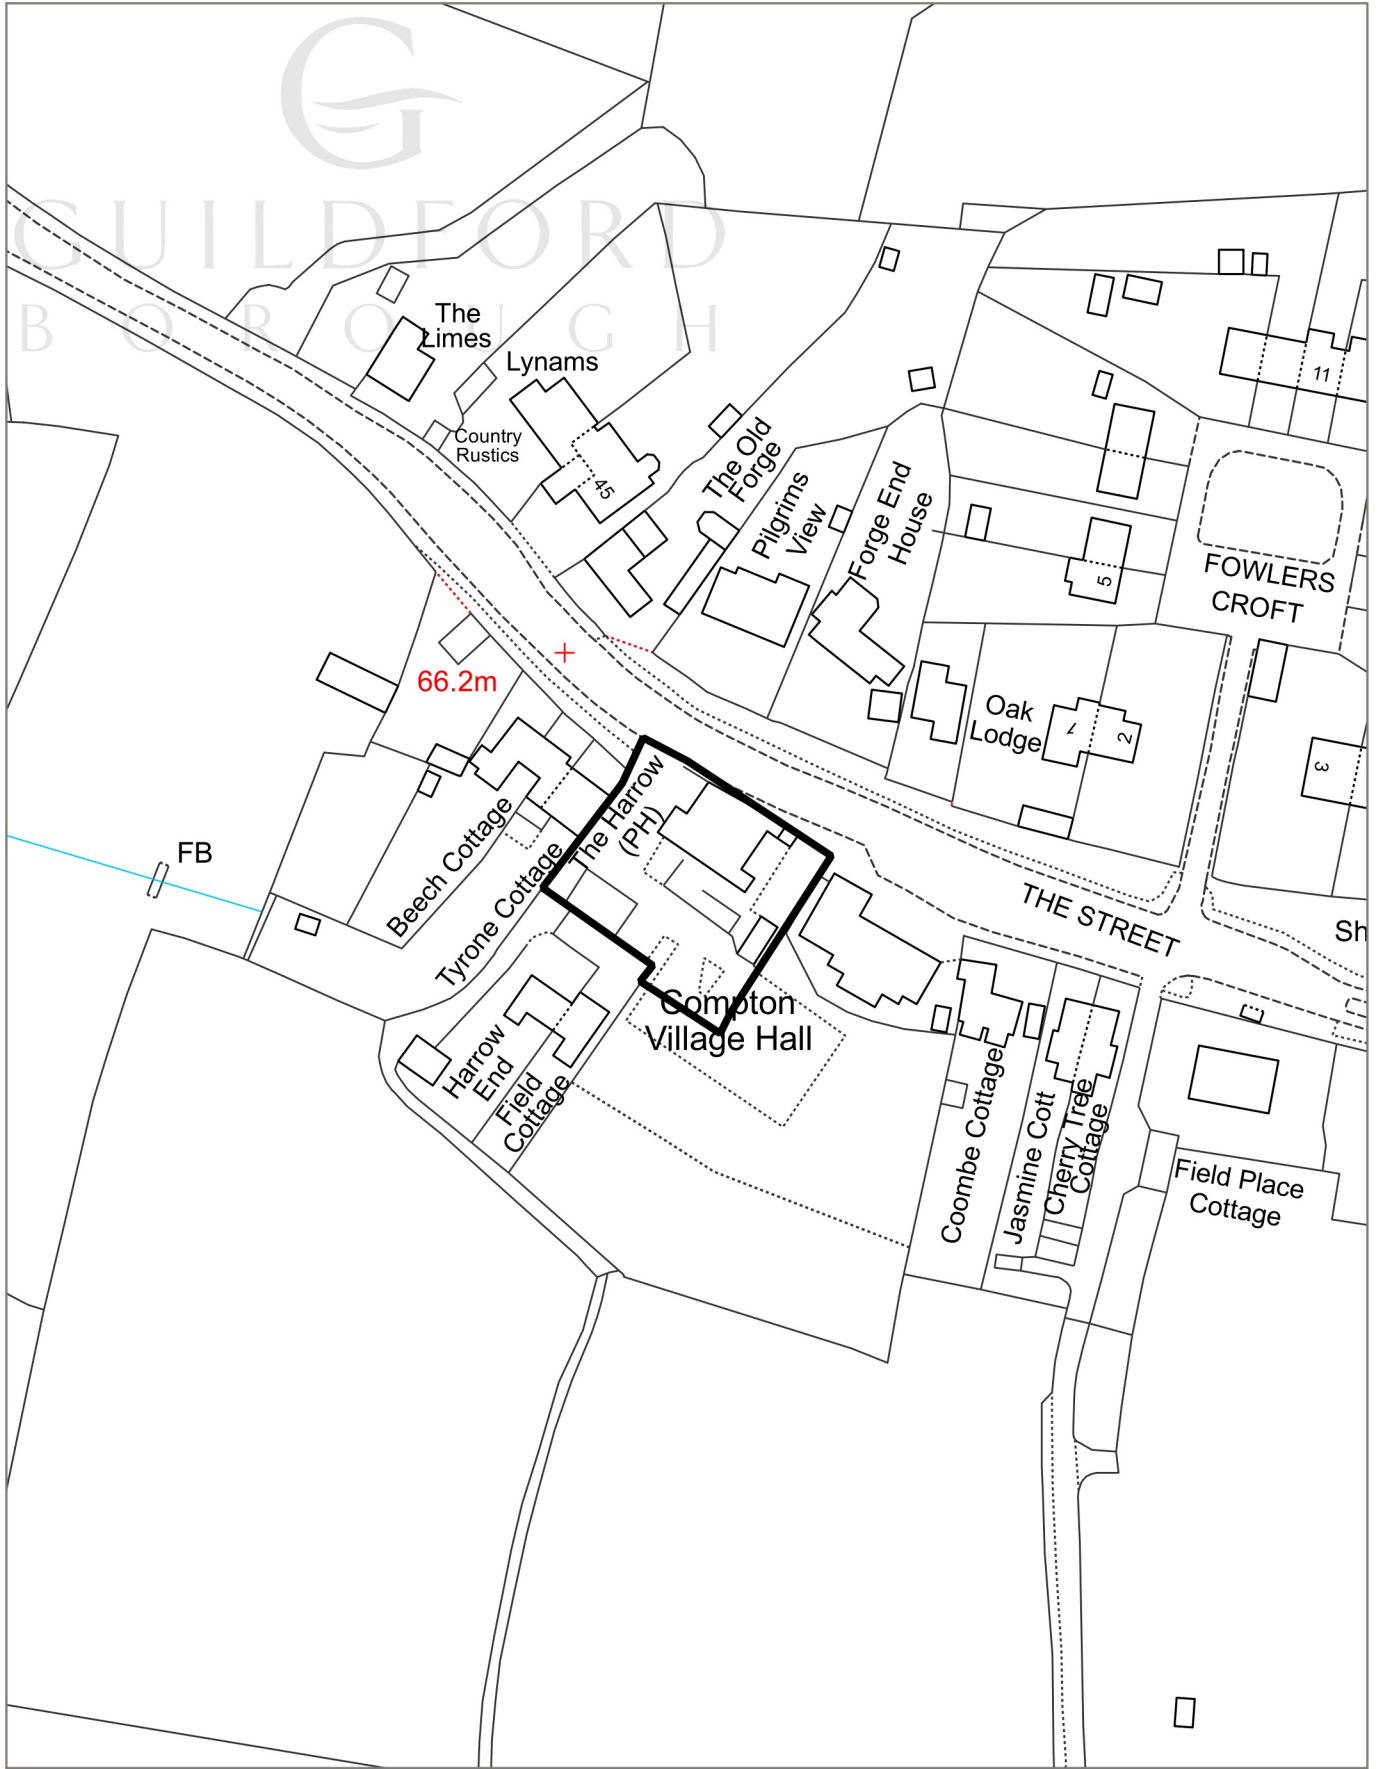 G
GUILDFORD
BOROUGH
The
Limes
Lynams
Country
Rustics
45
The Old
Forge
Pilgrims
View
Forge End
House
11
5
FOWLERS
CROFT
66.2m
Oak
Lodge
1
2
3
The Harrow
(PH)
Beech Cottage
Tyrone Cottage
FB
THE STREET
Sh
Compton
Village Hall
Harrow
End
Field
Cottage
Coombe Cottage
Jasmine Cott
Cherry Tree
Cottage
Field Place
Cottage